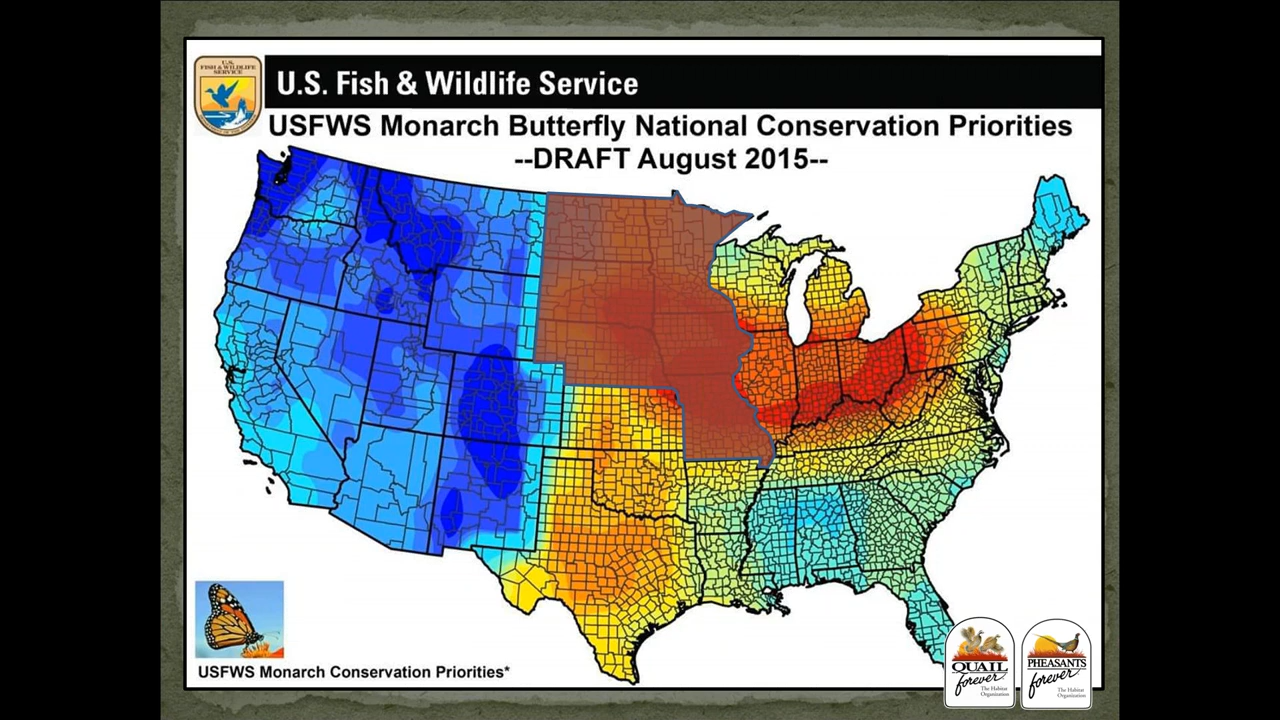 U.S.
FISH & WILDLIFE
SERVICE
U.S. Fish & Wildlife Service
USFWS Monarch Butterfly National Conservation Priorities
--DRAFT August 2015--
USFWS Monarch Conservation Priorities*
QUAIL
forever
The Habitat
Organization
PHEASANTS
forever
The Habitat
Organization